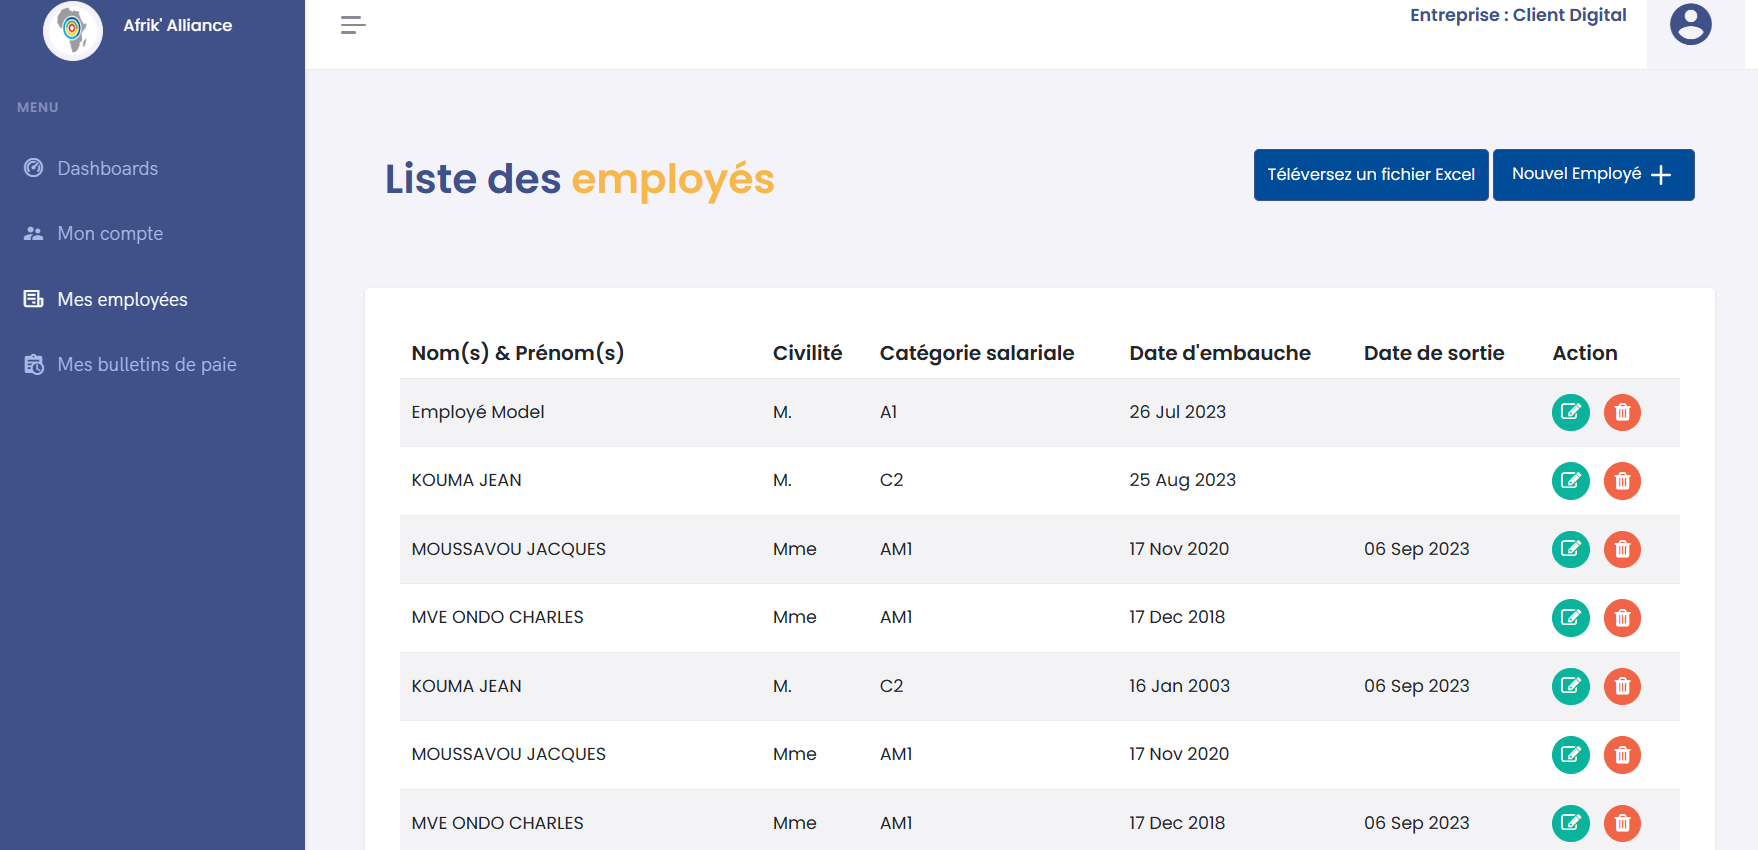 Afrik' Alliance
Entreprise : Client Digital
MENU
Dashboards
Mon compte
Mes employées
Mes bulletins de paie
Liste des employés
Téléversez un fichier Excel
Nouvel Employé
Nom(s) & Prénom(s) Civilité Catégorie salariale Date d'embauche Date de sortie Action
Employé Model M. A1 26 Jul 2023
KOUMA JEAN M. C2 25 Aug 2023
MOUSSAVOU JACQUES Mme AM1 17 Nov 2020 06 Sep 2023
MVE ONDO CHARLES Mme AM1 17 Dec 2018
KOUMA JEAN M. C2 16 Jan 2003 06 Sep 2023
MOUSSAVOU JACQUES Mme AM1 17 Nov 2020
MVE ONDO CHARLES Mme AM1 17 Dec 2018 06 Sep 2023